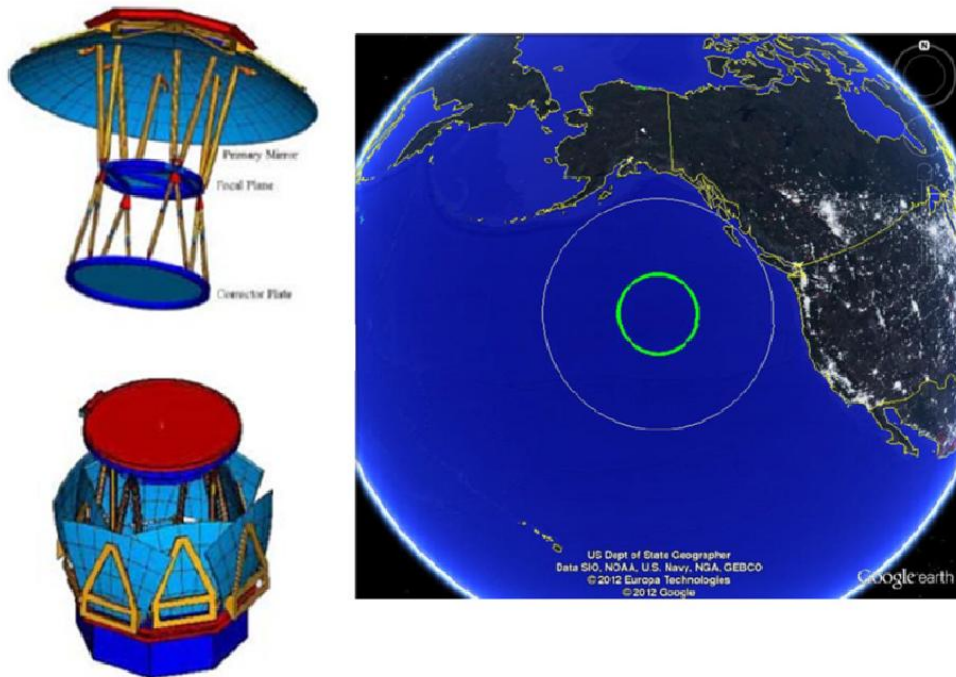 Primary Mirror
Focal Plane
Corrector Plate
N
US Dept of State Geographer
Data SIO, NOAA, U.S. Navy, NGA, GEBCO
© 2012 Europa Technologies
© 2012 Google
Google earth